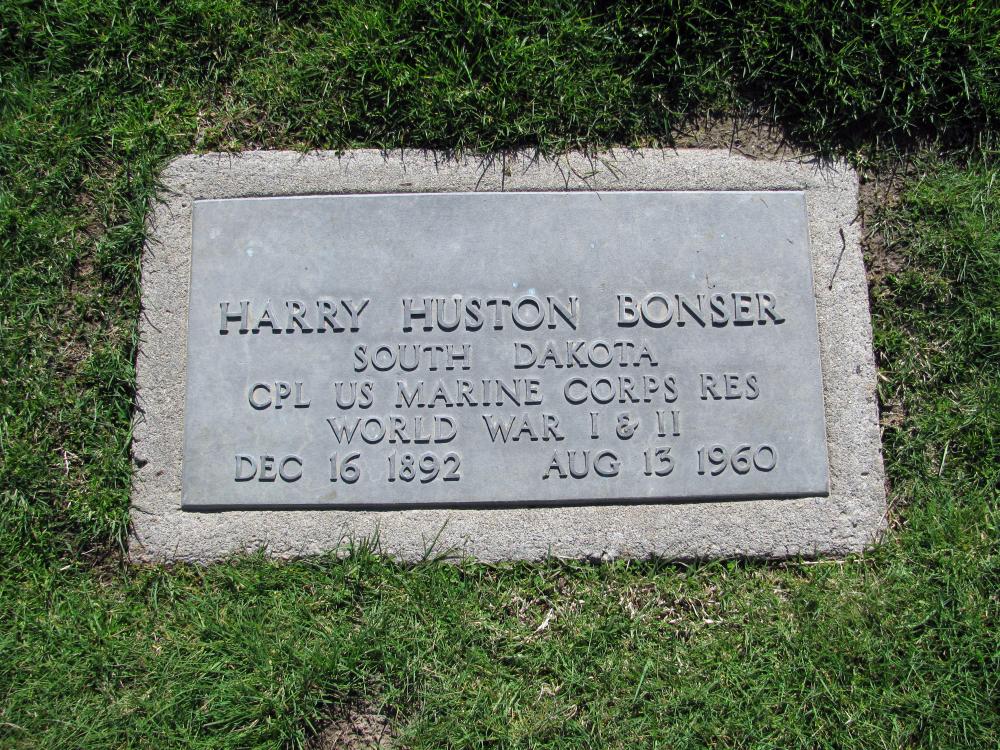 HARRY HUSTON BONSER
SOUTH DAKOTA
CPL US MARINE CORPS RES
WORLD WAR I & II
DEC 16 1892 AUG 13 1960